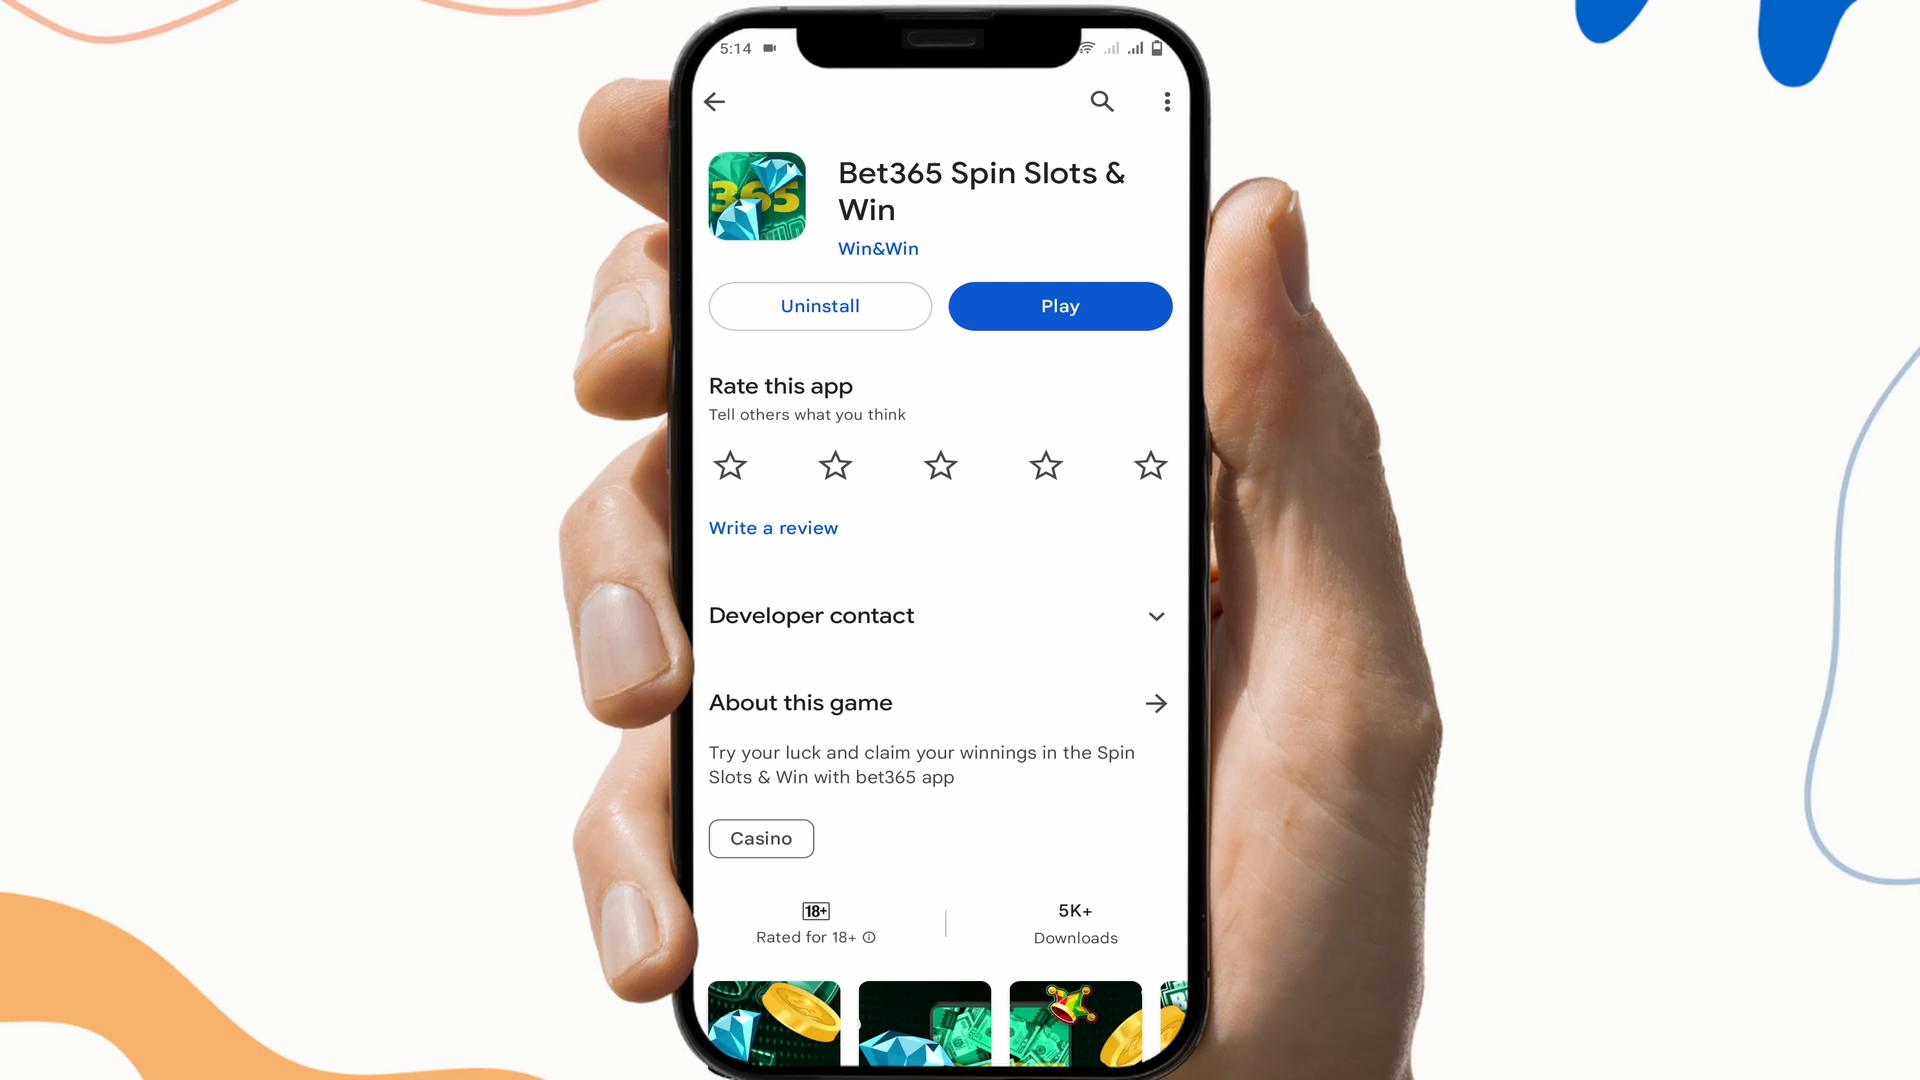 5:14
Bet365 Spin Slots &
Win
Win&Win
365
Uninstall
Play
Rate this app
Tell others what you think
Write a review
Developer contact
About this game
Try your luck and claim your winnings in the Spin
Slots & Win with bet365 app
Casino
18+
Rated for 18+
5K+
Downloads